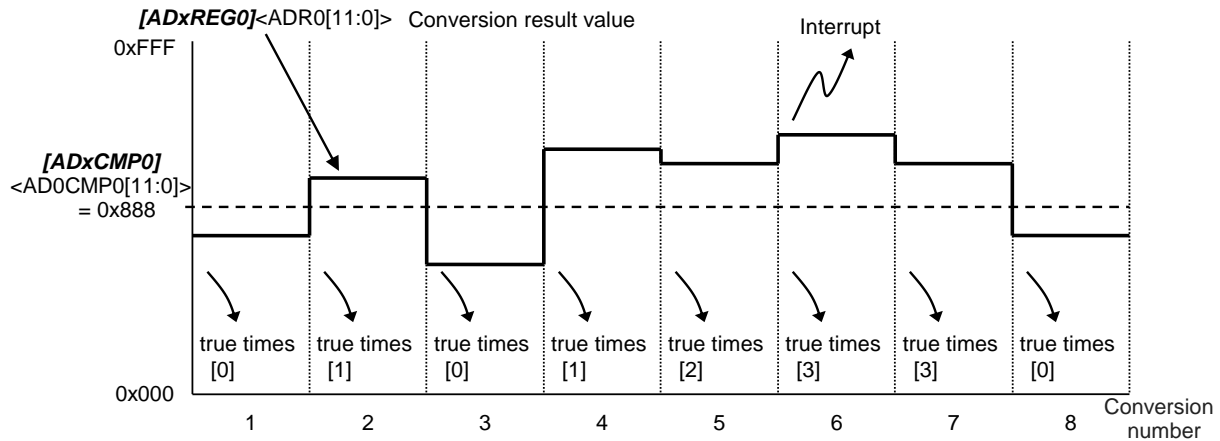 [ADxREG0]<ADR0[11:0]> Conversion result value
0xFFF
Interrupt
[ADxCMP0]
<AD0CMP0[11:0]>
= 0x888
true times true times true times true times true times true times true times true times
[0] [1] [0] [1] [2] [3] [3] [0]
0x000
1 2 3 4 5 6 7 8
Conversion
number